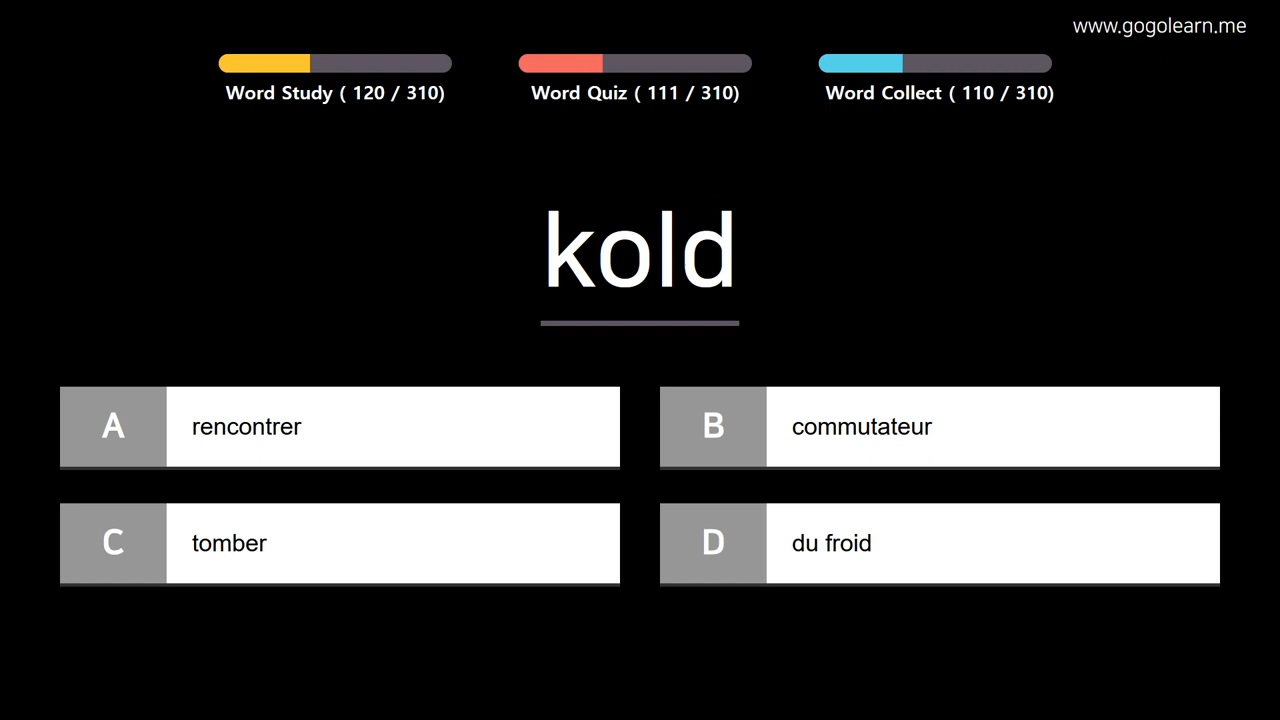 www.gogolearn.me
Word Study ( 120 / 310)
Word Quiz ( 111 / 310)
Word Collect ( 110 / 310)
kold
A rencontrer
B commutateur
C tomber
D du froid